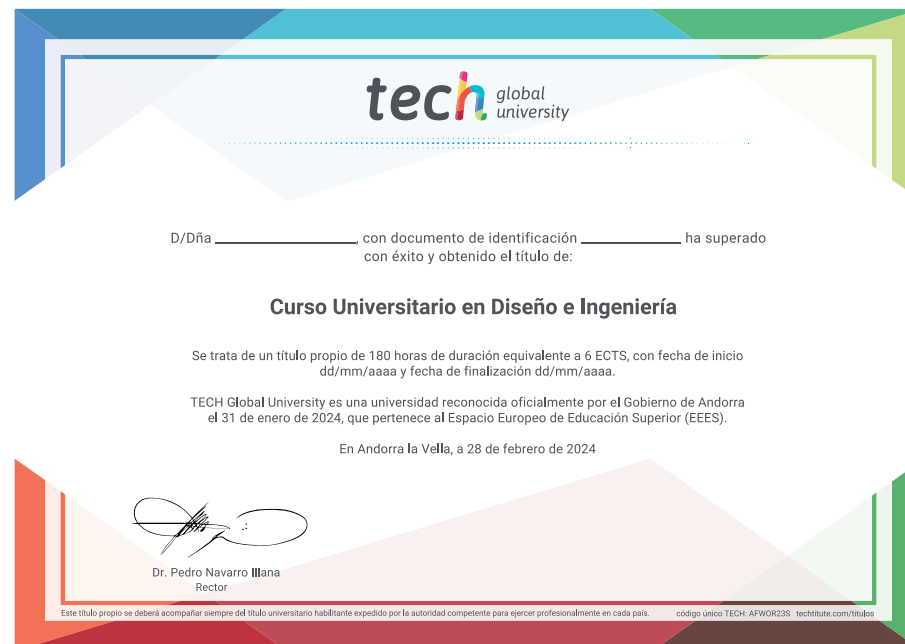 tech global university
D/Dña ____________________, con documento de identificación ______________ ha superado
con éxito y obtenido el título de:
Curso Universitario en Diseño e Ingeniería
Se trata de un título propio de 180 horas de duración equivalente a 6 ECTS, con fecha de inicio
dd/mm/aaaa y fecha de finalización dd/mm/aaaa.
TECH Global University es una universidad reconocida oficialmente por el Gobierno de Andorra
el 31 de enero de 2024, que pertenece al Espacio Europeo de Educación Superior (EEES).
En Andorra la Vella, a 28 de febrero de 2024
Dr. Pedro Navarro Illana
Rector
Este título propio se deberá acompañar siempre del título universitario habilitante expedido por la autoridad competente para ejercer profesionalmente en cada país. código único TECH: AFWOR23S techtitute.com/titulos